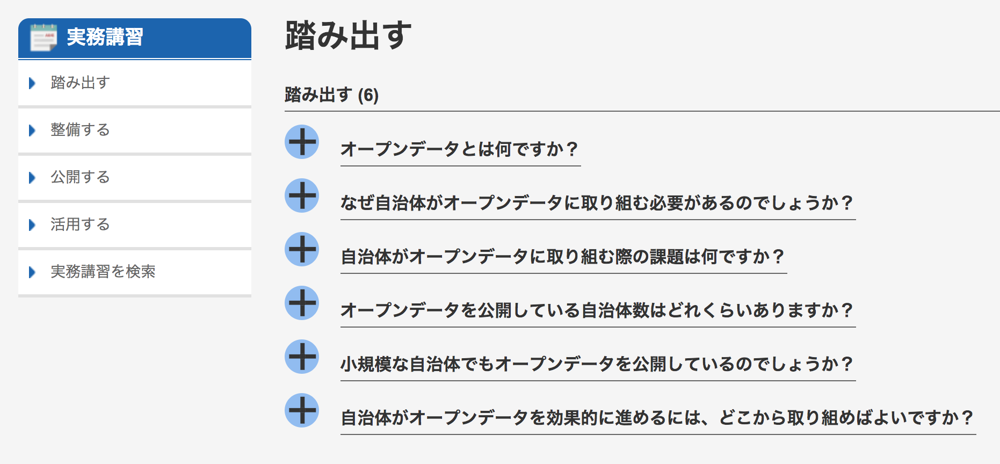 実務講習
踏み出す
整備する
公開する
活用する
実務講習を検索
踏み出す
踏み出す (6)
オープンデータとは何ですか？
なぜ自治体がオープンデータに取り組む必要があるのでしょうか？
自治体がオープンデータに取り組む際の課題は何ですか？
オープンデータを公開している自治体数はどれくらいありますか？
小規模な自治体でもオープンデータを公開しているのでしょうか？
自治体がオープンデータを効果的に進めるには、どこから取り組めばよいですか？